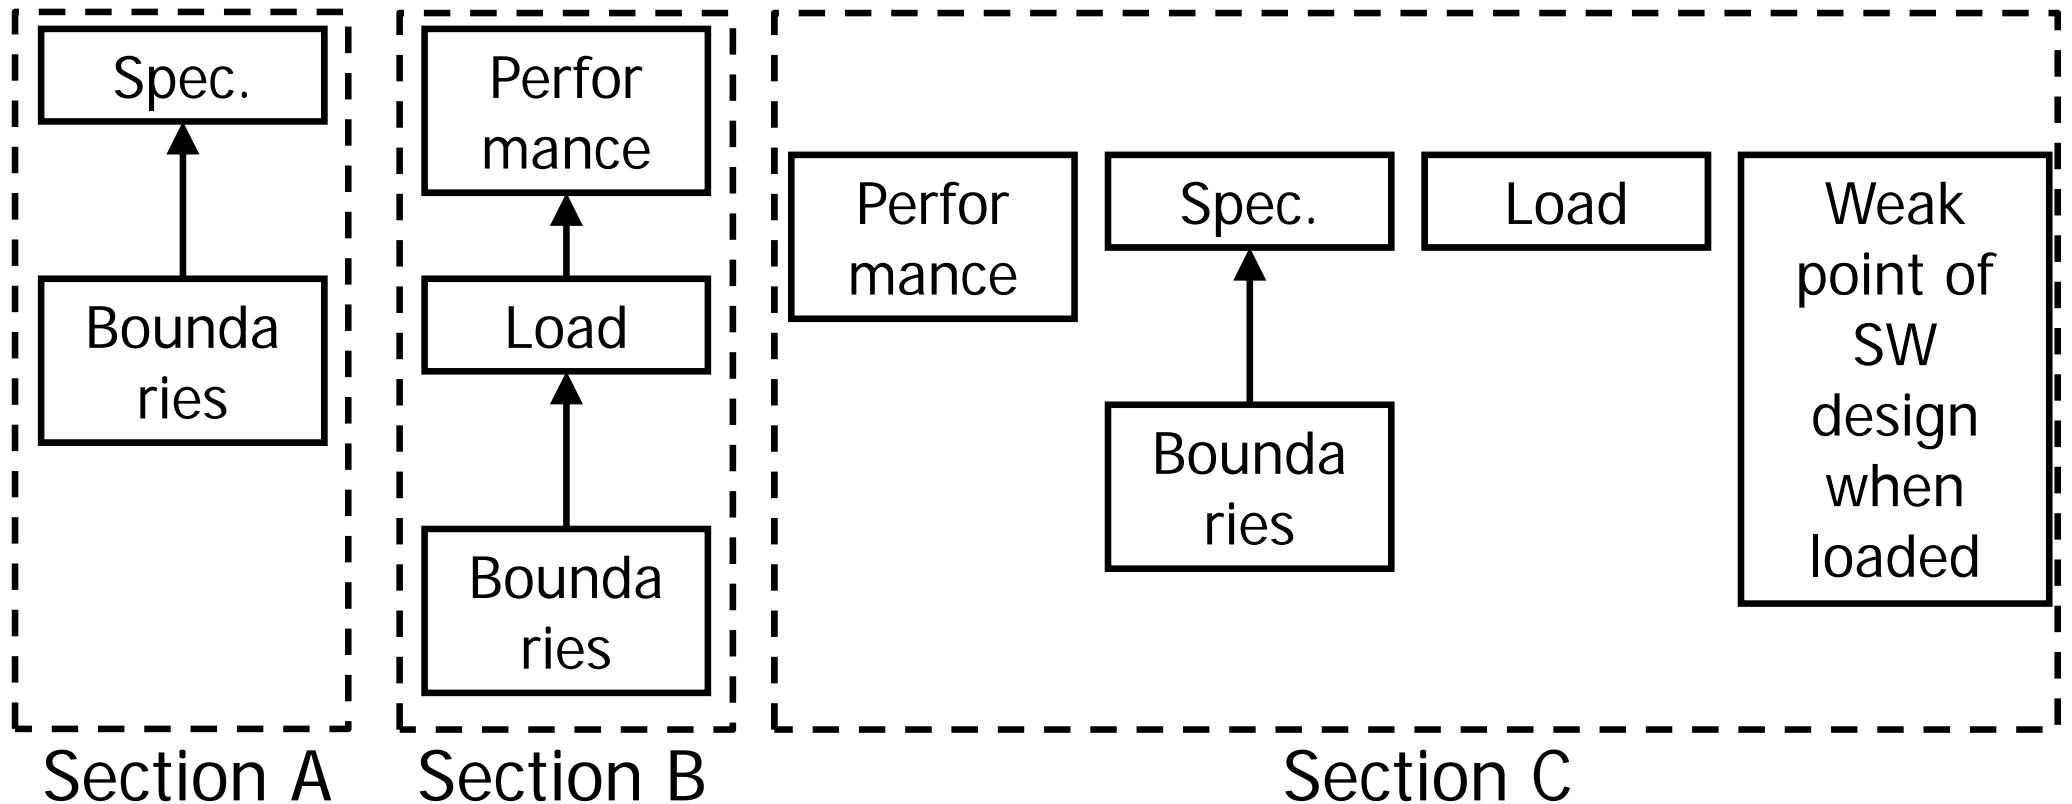 Spec.
Bounda
ries
Section A
Perfor
mance
Load
Bounda
ries
Section B
Perfor
mance
Spec.
Bounda
ries
Load
Weak
point of
SW
design
when
loaded
Section C